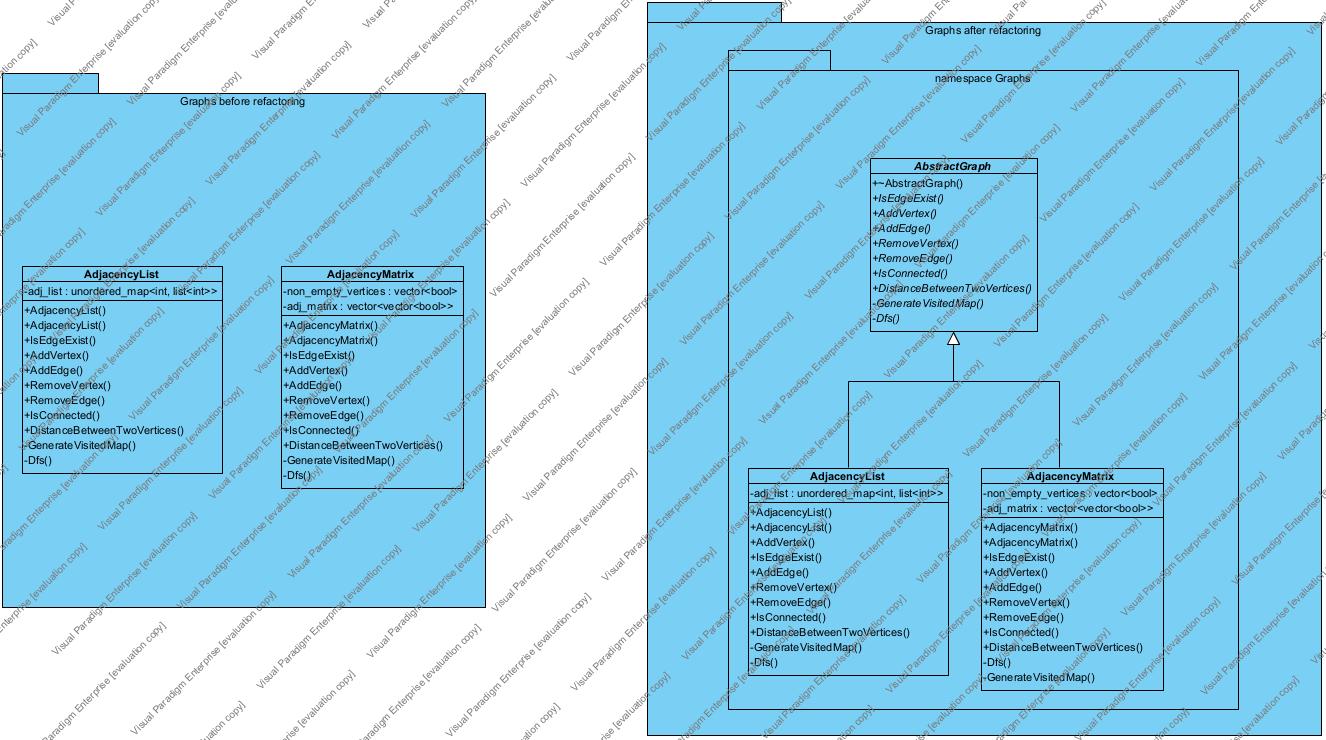 Graphs before refactoring
AdjacencyList
-adj_list : unordered_map<int, list<int>>
+AdjacencyList()
+AdjacencyList()
+IsEdgeExist()
+AddVertex()
+AddEdge()
+RemoveVertex()
+RemoveEdge()
+IsConnected()
+DistanceBetweenTwoVertices()
-GenerateVisitedMap()
-Dfs()
AdjacencyMatrix
-non_empty_vertices : vector<bool>
-adj_matrix : vector<vector<bool>>
+AdjacencyMatrix()
+AdjacencyMatrix()
+IsEdgeExist()
+AddVertex()
+AddEdge()
+RemoveVertex()
+RemoveEdge()
+IsConnected()
+DistanceBetweenTwoVertices()
-GenerateVisitedMap()
-Dfs()
Graphs after refactoring
namespace Graphs
AbstractGraph
+~AbstractGraph()
+IsEdgeExist()
+AddVertex()
+AddEdge()
+RemoveVertex()
+RemoveEdge()
+IsConnected()
+DistanceBetweenTwoVertices()
-GenerateVisitedMap()
-Dfs()
AdjacencyList
-adj_list : unordered_map<int, list<int>>
+AdjacencyList()
+AdjacencyList()
+AddVertex()
+IsEdgeExist()
+AddEdge()
+RemoveVertex()
+RemoveEdge()
+IsConnected()
+DistanceBetweenTwoVertices()
-GenerateVisitedMap()
-Dfs()
AdjacencyMatrix
-non_empty_vertices : vector<bool>
-adj_matrix : vector<vector<bool>>
+AdjacencyMatrix()
+AdjacencyMatrix()
+IsEdgeExist()
+AddVertex()
+AddEdge()
+RemoveVertex()
+RemoveEdge()
+IsConnected()
+DistanceBetweenTwoVertices()
-Dfs()
-GenerateVisitedMap()
Visual Paradigm Enterprise [evaluation copy]